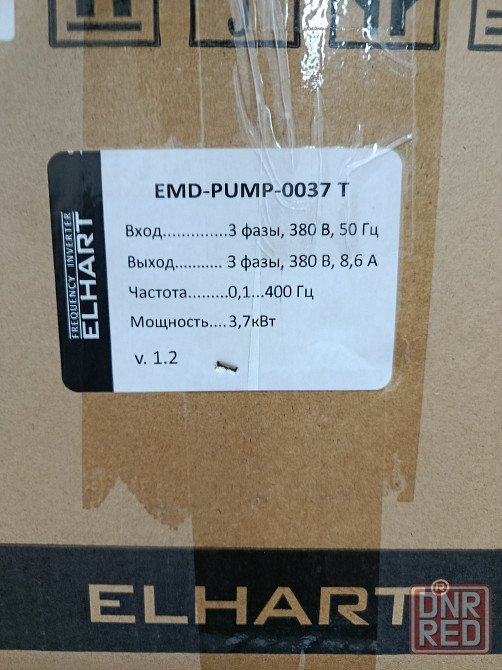 EMD-PUMP-0037 T
Вход..............3 фазы, 380 В, 50 Гц
Выход........... 3 фазы, 380 В, 8,6 А
Частота.........0,1...400 Гц
Мощность....3,7кВт
v. 1.2
FREQUENCY INVERTER
ELHART
ELHART®
DNR
RED